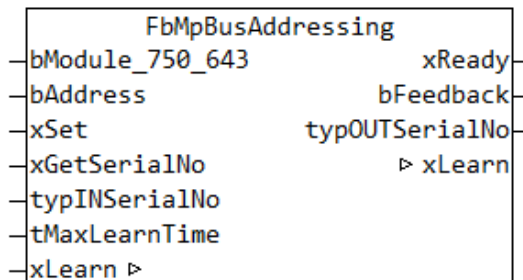 FbMpBusAddressing
bModule_750_643 xReady
bAddress bFeedback
xSet typOUTSerialNo
xGetSerialNo ▷ xLearn
typINSerialNo
tMaxLearnTime
xLearn ▷